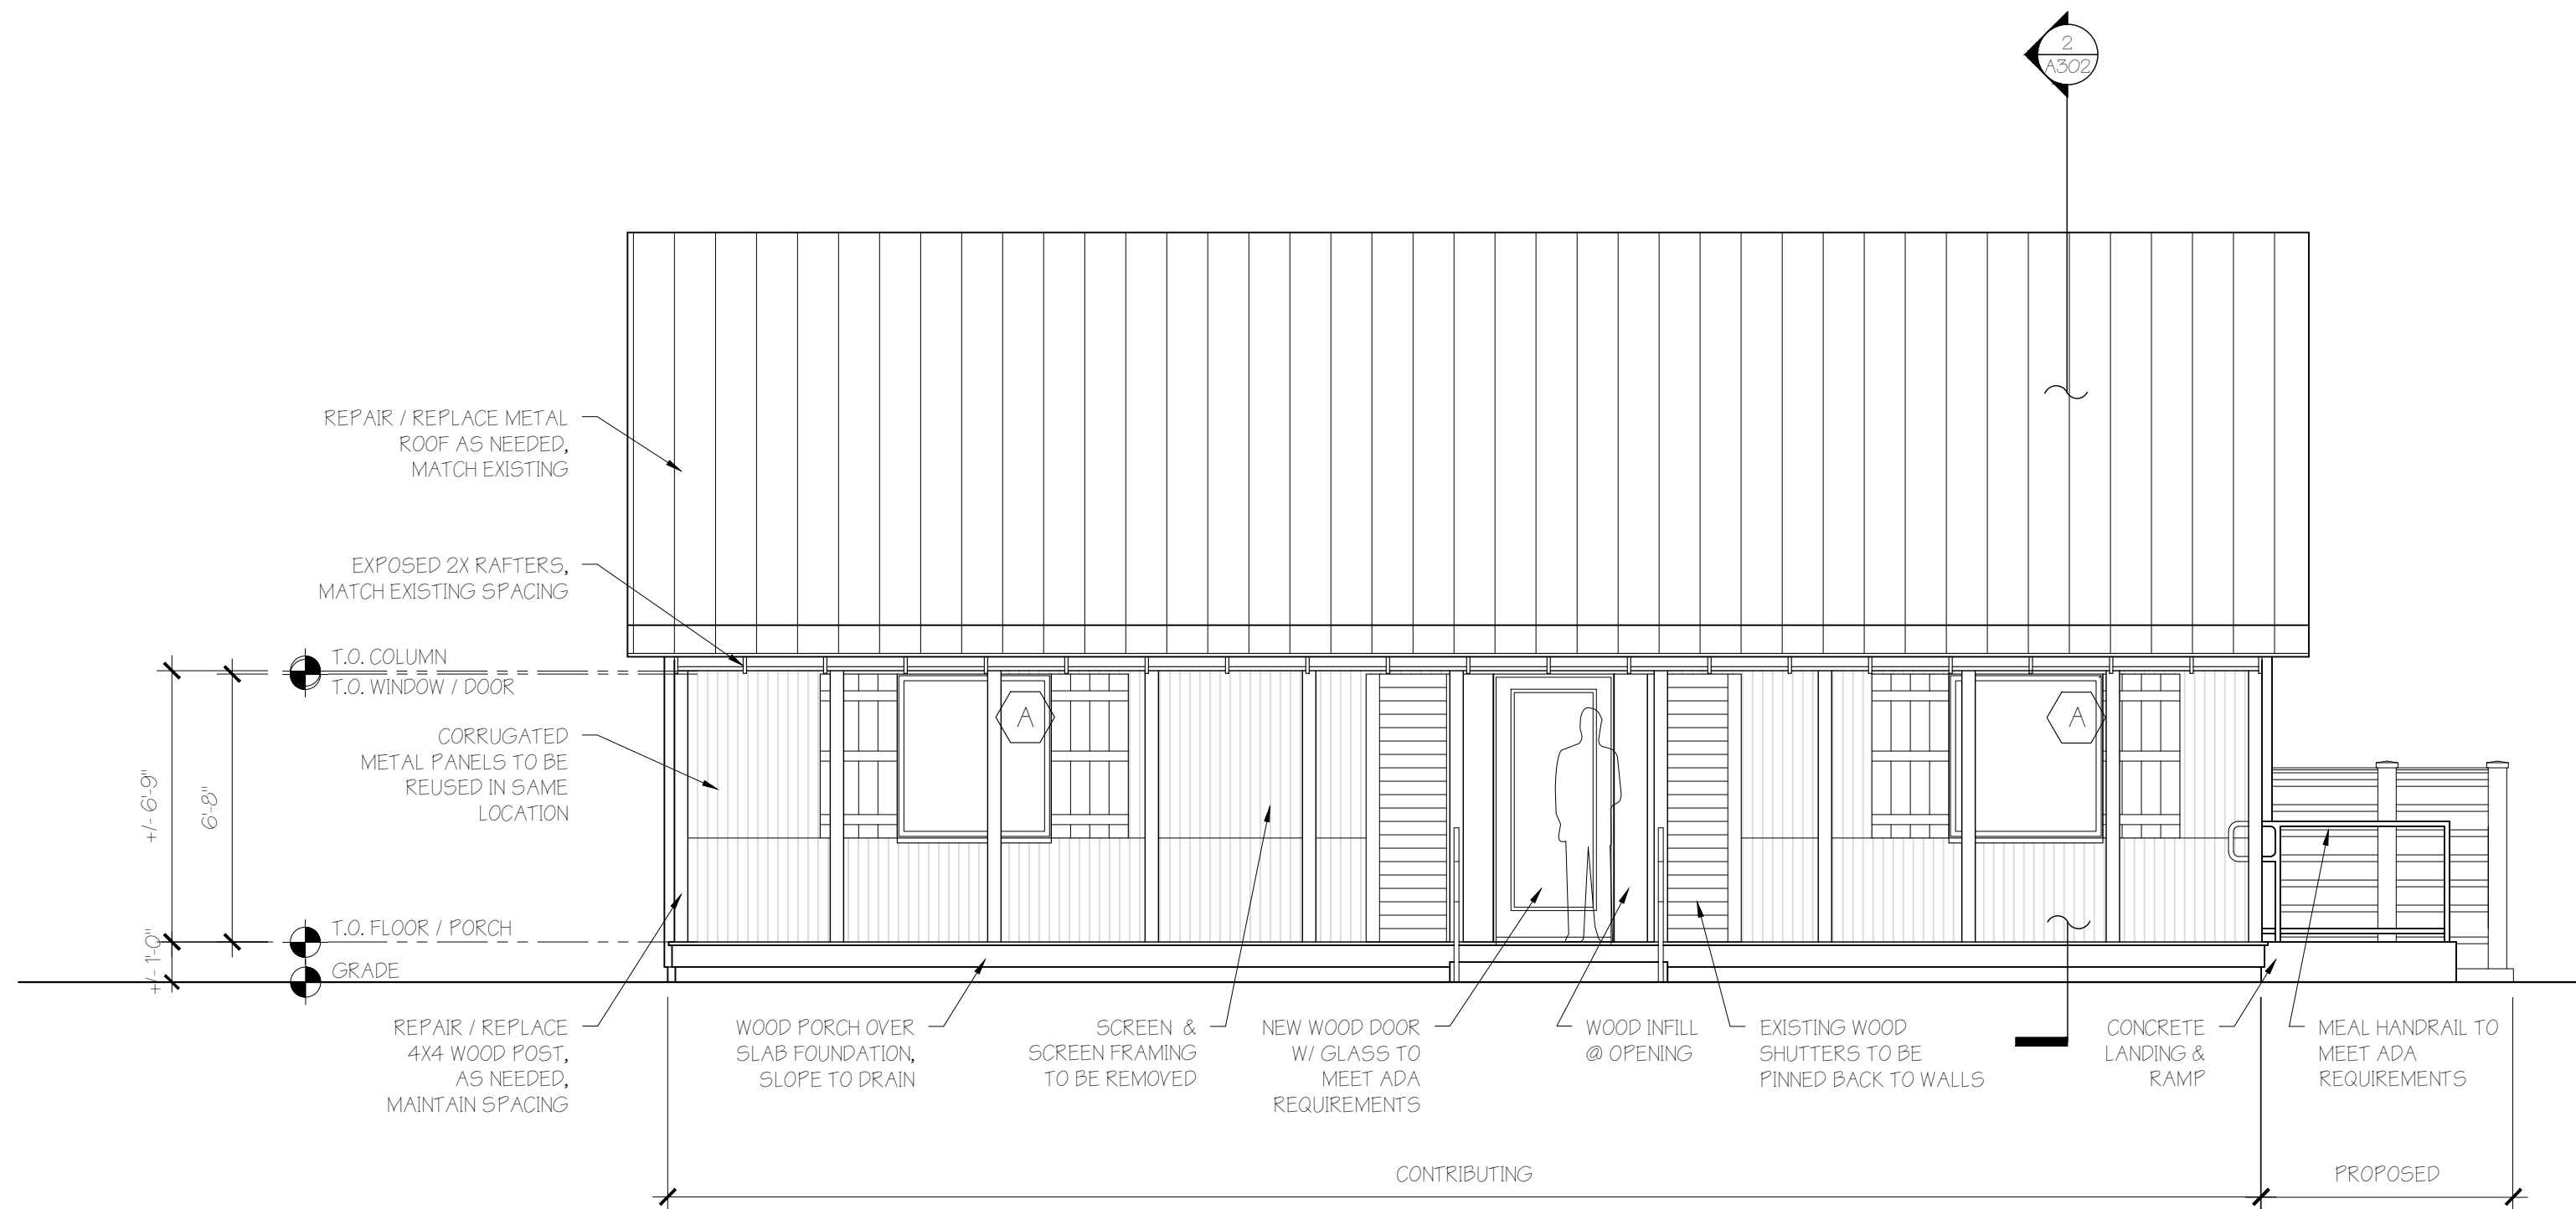 2
A302
REPAIR / REPLACE METAL
ROOF AS NEEDED,
MATCH EXISTING
EXPOSED 2X RAFTERS,
MATCH EXISTING SPACING
T.O. COLUMN
T.O. WINDOW / DOOR
A
A
CORRUGATED
METAL PANELS TO BE
REUSED IN SAME
LOCATION
+/- 6'-9"
6'-8"
T.O. FLOOR / PORCH
+/- 1'-0"
GRADE
REPAIR / REPLACE
4X4 WOOD POST,
AS NEEDED,
MAINTAIN SPACING
WOOD PORCH OVER
SLAB FOUNDATION,
SLOPE TO DRAIN
SCREEN &
SCREEN FRAMING
TO BE REMOVED
NEW WOOD DOOR
W/ GLASS TO
MEET ADA
REQUIREMENTS
WOOD INFILL
@ OPENING
EXISTING WOOD
SHUTTERS TO BE
PINNED BACK TO WALLS
CONCRETE
LANDING &
RAMP
MEAL HANDRAIL TO
MEET ADA
REQUIREMENTS
CONTRIBUTING
PROPOSED